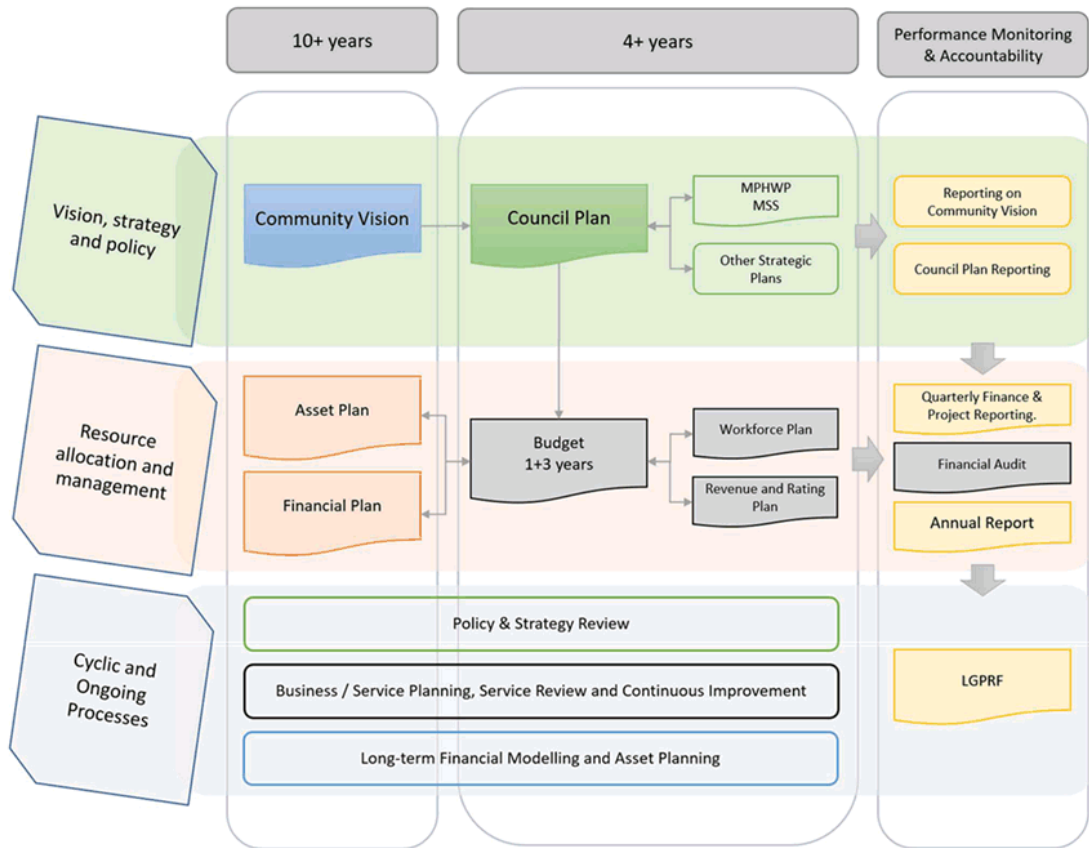 10+ years
4+ years
Performance Monitoring
& Accountability
Vision, strategy
and policy
Community Vision
Council Plan
MPHWP
MSS
Other Strategic
Plans
Reporting on
Community Vision
Council Plan Reporting
Resource
allocation and
management
Asset Plan
Financial Plan
Budget
1+3 years
Workforce Plan
Revenue and Rating
Plan
Quarterly Finance &
Project Reporting.
Financial Audit
Annual Report
Cyclic and
Ongoing
Processes
Policy & Strategy Review
Business / Service Planning, Service Review and Continuous Improvement
Long-term Financial Modelling and Asset Planning
LGPRF